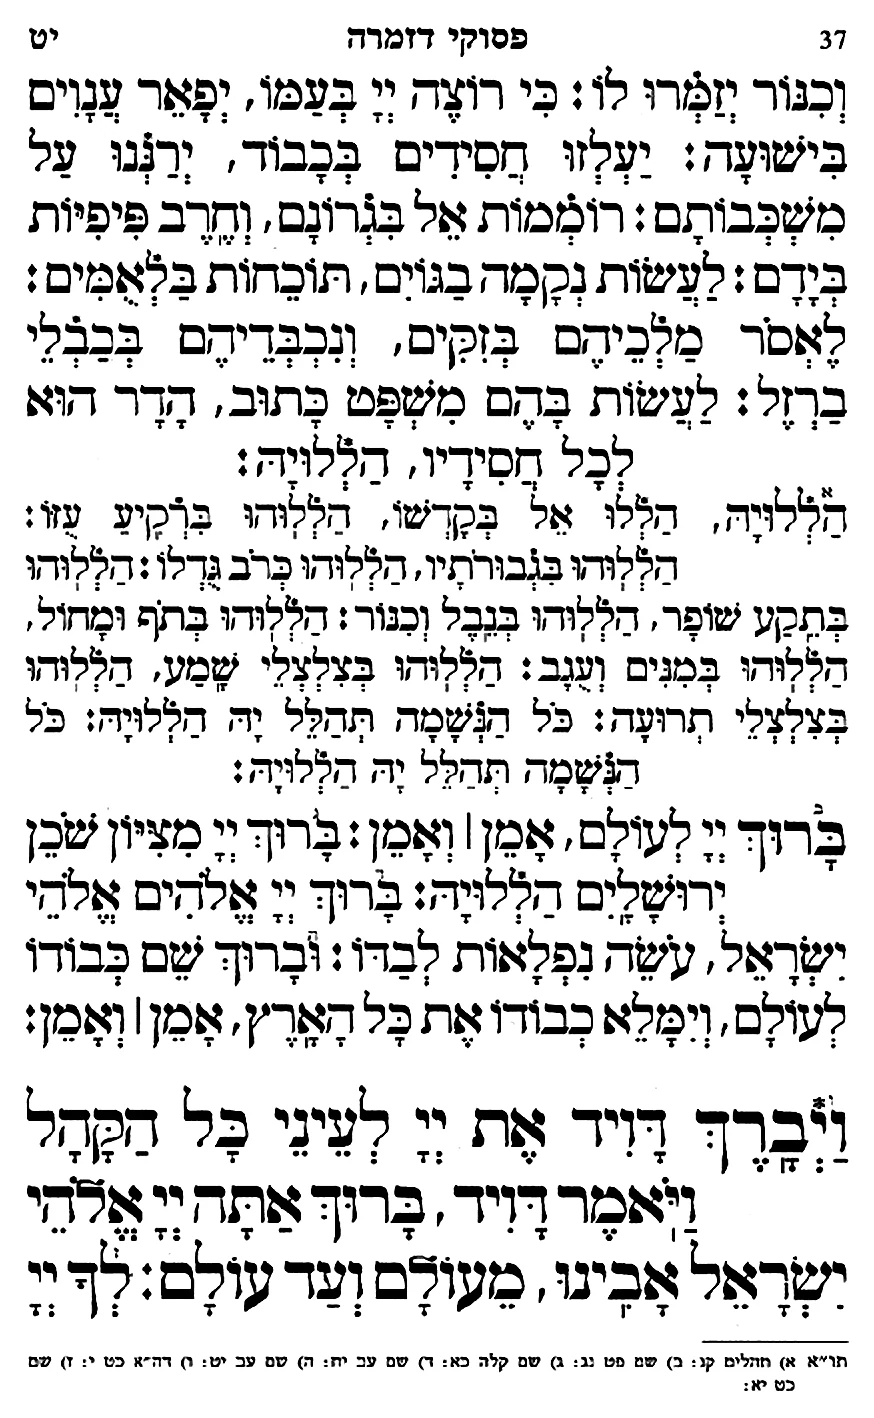 37 פסוקי דזמרה יט
וְכִנּוֹר יְזַמְּרוּ לוֹ: כִּי רוֹצֶה יְיָ בְּעַמּוֹ, יְפָאֵר עֲנָוִים
בִּישׁוּעָה: יַעְלְזוּ חֲסִידִים בְּכָבוֹד, יְרַנְּנוּ עַל
מִשְׁכְּבוֹתָם: רוֹמְמוֹת אֵל בִּגְרוֹנָם, וְחֶרֶב פִּיפִיּוֹת
בְּיָדָם: לַעֲשׂוֹת נְקָמָה בַגּוֹיִם, תּוֹכֵחוֹת בַּלְאֻמִּים:
לֶאְסֹר מַלְכֵיהֶם בְּזִקִּים, וְנִכְבְּדֵיהֶם בְּכַבְלֵי
בַרְזֶל: לַעֲשׂוֹת בָּהֶם מִשְׁפָּט כָּתוּב, הָדָר הוּא
לְכָל חֲסִידָיו, הַלְלוּיָהּ:
א הַלְלוּיָהּ, הַלְלוּ אֵל בְּקָדְשׁוֹ, הַלְלוּהוּ בִּרְקִיעַ עֻזּוֹ:
הַלְלוּהוּ בִּגְבוּרֹתָיו, הַלְלוּהוּ כְּרֹב גֻּדְלוֹ: הַלְלוּהוּ
בְּתֵקַע שׁוֹפָר, הַלְלוּהוּ בְּנֵבֶל וְכִנּוֹר: הַלְלוּהוּ בְּתֹף וּמָחוֹל,
הַלְלוּהוּ בְּמִנִּים וְעֻגָב: הַלְלוּהוּ בְּצִלְצְלֵי שָׁמַע, הַלְלוּהוּ
בְּצִלְצְלֵי תְרוּעָה: כֹּל הַנְּשָׁמָה תְּהַלֵּל יָהּ הַלְלוּיָהּ: כֹּל
הַנְּשָׁמָה תְּהַלֵּל יָהּ הַלְלוּיָהּ:
ב בָּרוּךְ יְיָ לְעוֹלָם, אָמֵן | וְאָמֵן: ג בָּרוּךְ יְיָ מִצִּיּוֹן שֹׁכֵן
יְרוּשָׁלָיִם הַלְלוּיָהּ: ד בָּרוּךְ יְיָ אֱלֹהִים אֱלֹהֵי
יִשְׂרָאֵל, עֹשֵׂה נִפְלָאוֹת לְבַדּוֹ: ה וּבָרוּךְ שֵׁם כְּבוֹדוֹ
לְעוֹלָם, וְיִמָּלֵא כְבוֹדוֹ אֶת כָּל הָאָרֶץ, אָמֵן | וְאָמֵן:
ו* וַיְבָרֶךְ דָּוִיד אֶת יְיָ לְעֵינֵי כָּל הַקָּהָל
וַיֹּאמֶר דָּוִיד, בָּרוּךְ אַתָּה יְיָ אֱלֹהֵי
יִשְׂרָאֵל אָבִינוּ, מֵעוֹלָם וְעַד עוֹלָם: ז לְךָ יְיָ
תו״א א) תהלים קנ: ב) שם פט נג: ג) שם קלה כא: ד) שם עב יח: ה) שם עב יט: ו) דה״א כט י: ז) שם
כט יא: